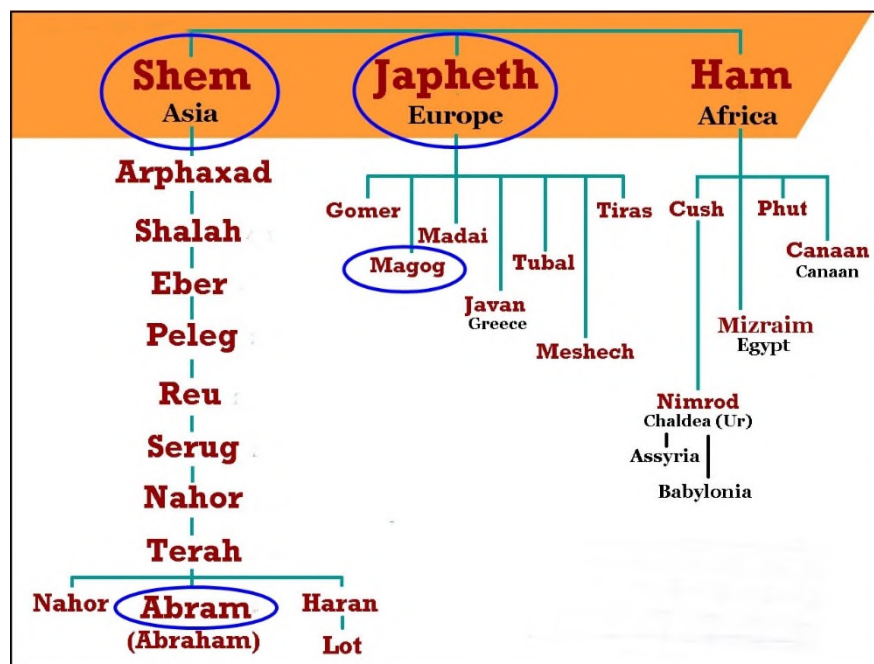 Shem
Asia
Japheth
Europe
Ham
Africa
Arphaxad
Shalah
Eber
Peleg
Reu
Serug
Nahor
Terah
Nahor
Abram
(Abraham)
Haran
Lot
Gomer
Magog
Madai
Javan
Greece
Tubal
Meshech
Tiras
Cush
Nimrod
Chaldea (Ur)
Assyria
Babylonia
Mizraim
Egypt
Phut
Canaan
Canaan